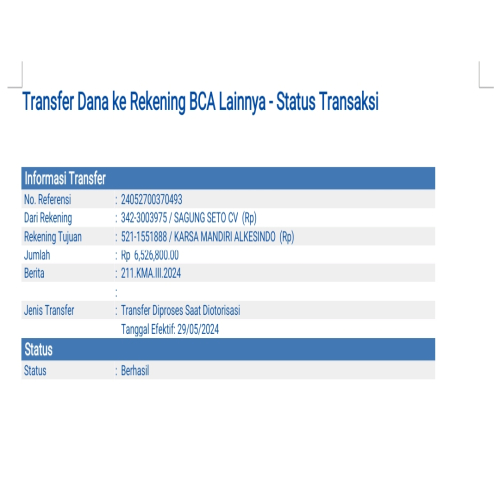 Transfer Dana ke Rekening BCA Lainnya - Status Transaksi
Informasi Transfer
No. Referensi : 24052700370493
Dari Rekening : 342-3003975 / SAGUNG SETO CV (Rp)
Rekening Tujuan : 521-1551888 / KARSA MANDIRI ALKESINDO (Rp)
Jumlah : Rp 6,526,800.00
Berita : 211.KMA.III.2024
:
Jenis Transfer : Transfer Diproses Saat Diotorisasi
Tanggal Efektif: 29/05/2024
Status
Status : Berhasil